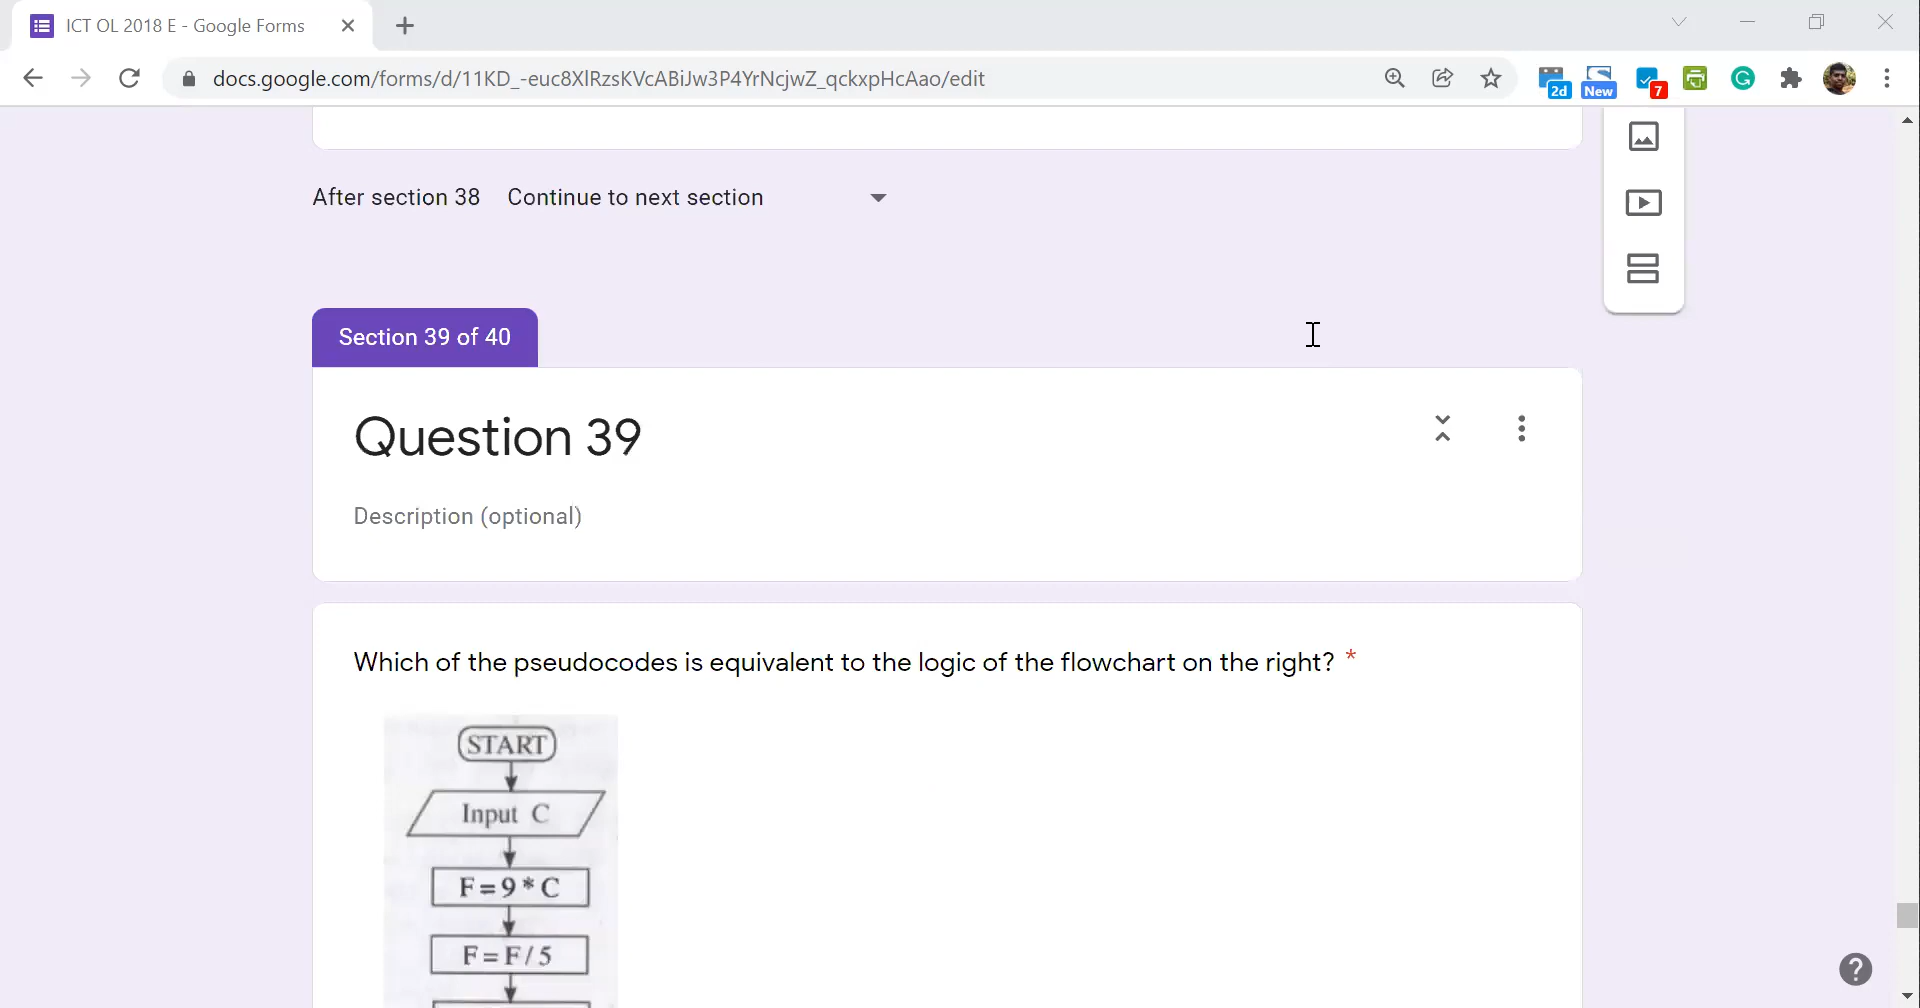 ICT OL 2018 E - Google Forms
docs.google.com/forms/d/11KD_-euc8XlRzsKVcABiJw3P4YrNcjwZ_qckxpHcAao/edit
2d
New
7
After section 38 Continue to next section
Section 39 of 40
Question 39
Description (optional)
Which of the pseudocodes is equivalent to the logic of the flowchart on the right? *
START
Input C
F=9*C
F=F/5